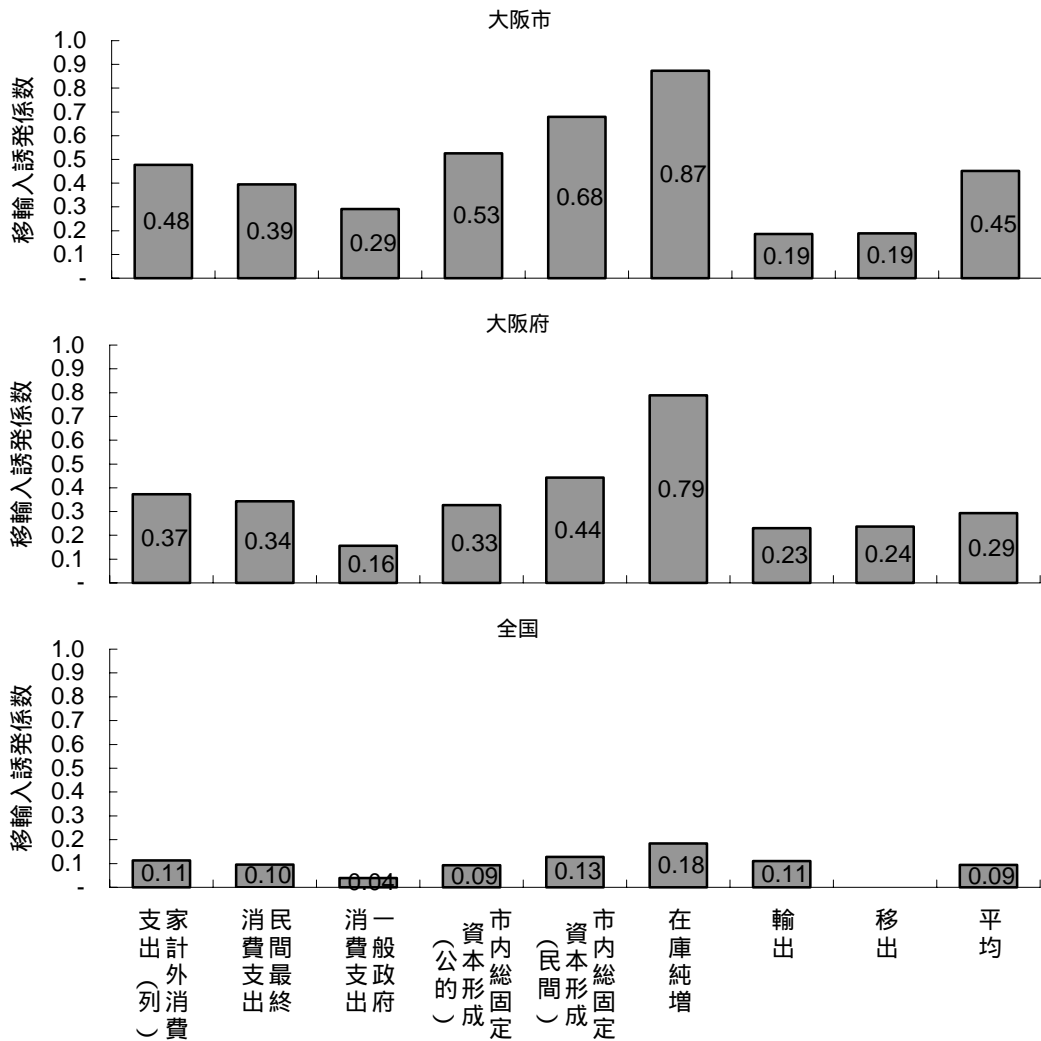 大阪市
移輸入誘発係数
1.0
0.9
0.8
0.7
0.6
0.5
0.4
0.3
0.2
0.1
-
0.48
0.39
0.29
0.53
0.68
0.87
0.19
0.19
0.45
大阪府
移輸入誘発係数
1.0
0.9
0.8
0.7
0.6
0.5
0.4
0.3
0.2
0.1
-
0.37
0.34
0.16
0.33
0.44
0.79
0.23
0.24
0.29
全国
移輸入誘発係数
1.0
0.9
0.8
0.7
0.6
0.5
0.4
0.3
0.2
0.1
-
0.11
0.10
0.04
0.09
0.13
0.18
0.11
0.09
家計外消費
支出（列）
民間最終
消費支出
一般政府
消費支出
市内総固定
資本形成
（公的）
市内総固定
資本形成
（民間）
在庫純増
輸出
移出
平均